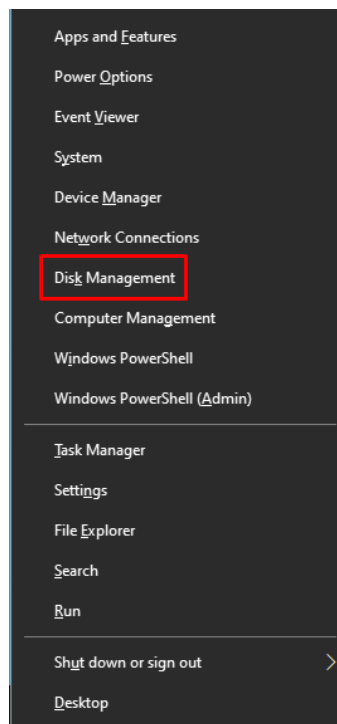 Apps and Features
Power Options
Event Viewer
System
Device Manager
Network Connections
Disk Management
Computer Management
Windows PowerShell
Windows PowerShell (Admin)
Task Manager
Settings
File Explorer
Search
Run
Shut down or sign out
Desktop